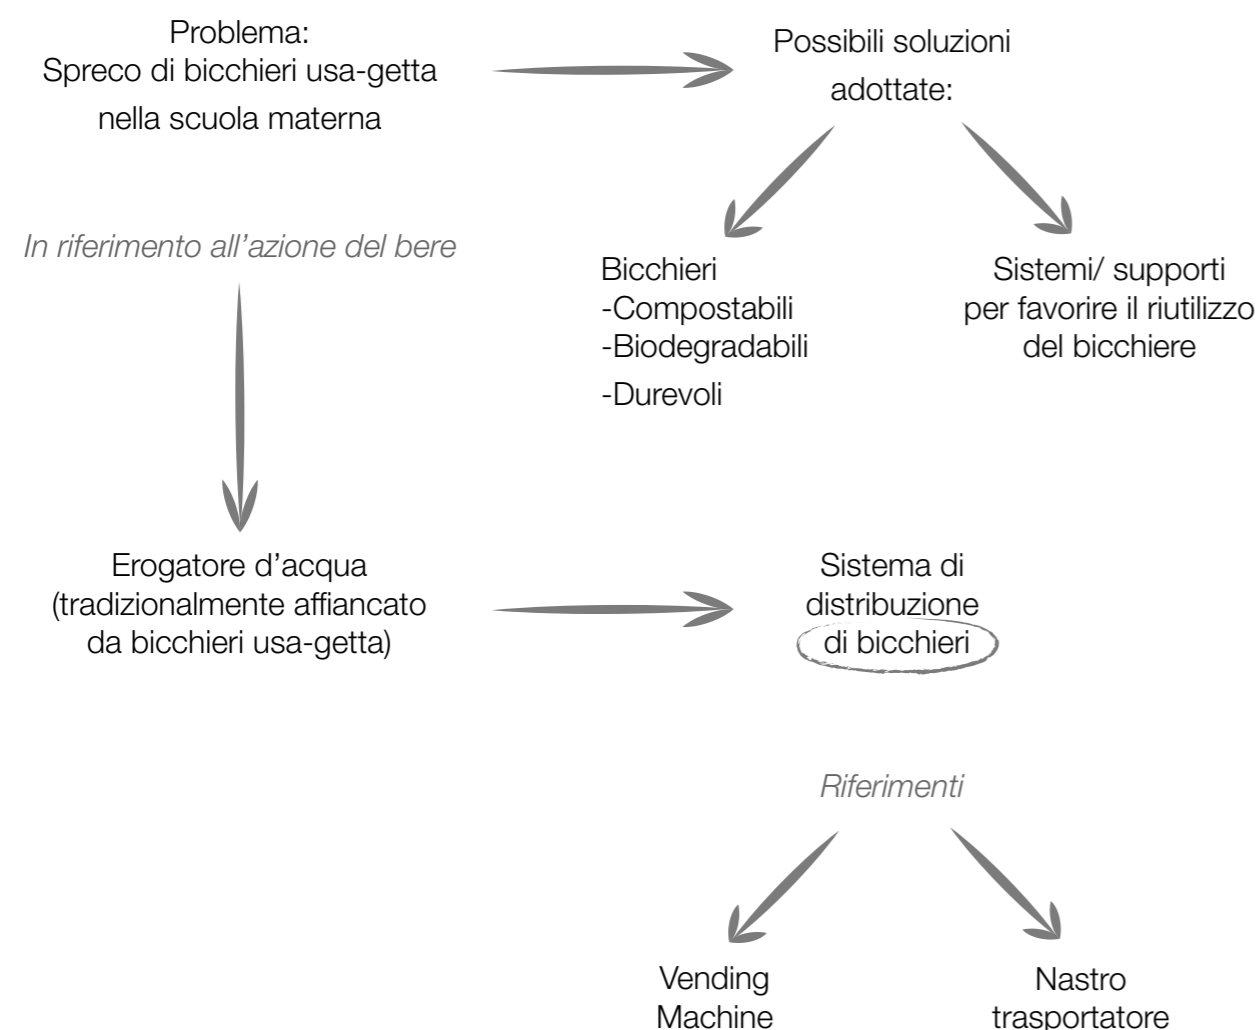 Problema:
Spreco di bicchieri usa-getta
nella scuola materna
Possibili soluzioni
adottate:
In riferimento all’azione del bere
Bicchieri
-Compostabili
-Biodegradabili
-Durevoli
Sistemi/ supporti
per favorire il riutilizzo
del bicchiere
Erogatore d’acqua
(tradizionalmente affiancato
da bicchieri usa-getta)
Sistema di
distribuzione
di bicchieri
Riferimenti
Vending
Machine
Nastro
trasportatore